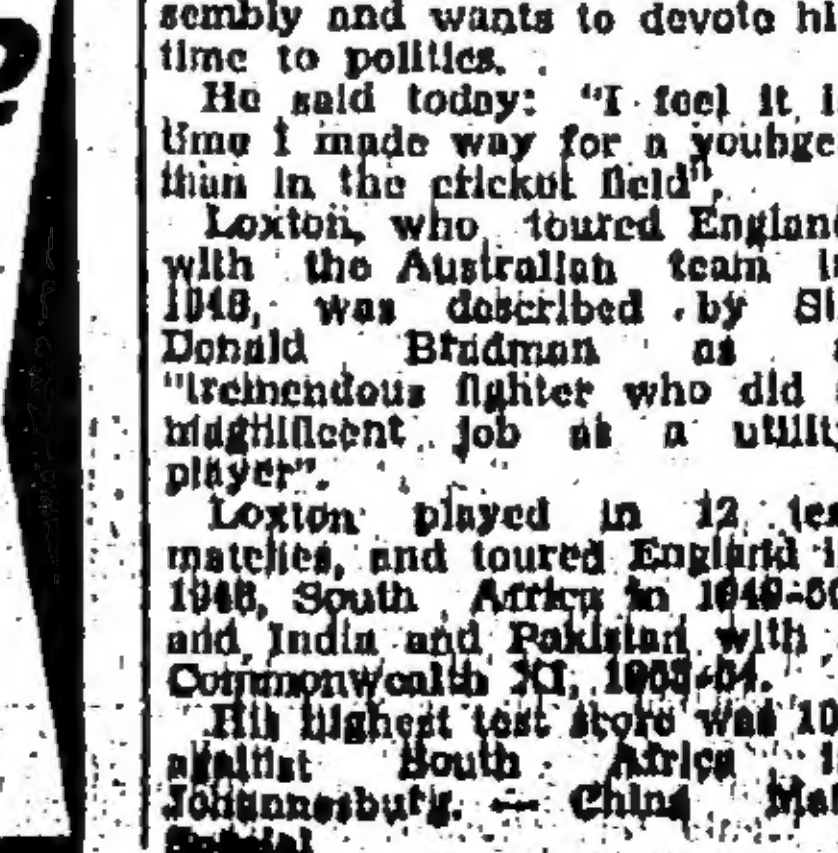 sembly and wants to devote hi
time to politics.
He said today: "I feel it i
time I made way for a younge
man in the cricket field".
Loxton, who toured Englan
with the Australian team i
1948, was described by Si
Donald Bradman as
"tremendous fighter who did
magnificent job as a utilit
player".
Loxton played in 12 tes
matches, and toured England i
1948, South Africa in 1949-50
and India and Pakistan with
Commonwealth XI, 1953-54.
His highest test score was 10
against South Africa
Johannesburg. — China Mai
Special